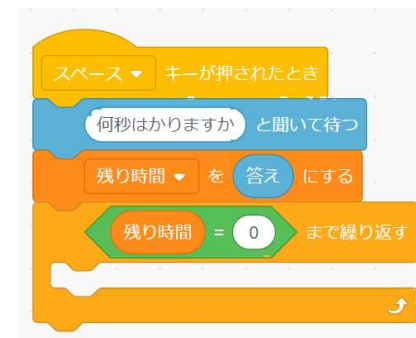 スペース キーが押されたとき
何秒はかりますか と聞いて待つ
残り時間 を 答え にする
残り時間 = 0 まで繰り返す